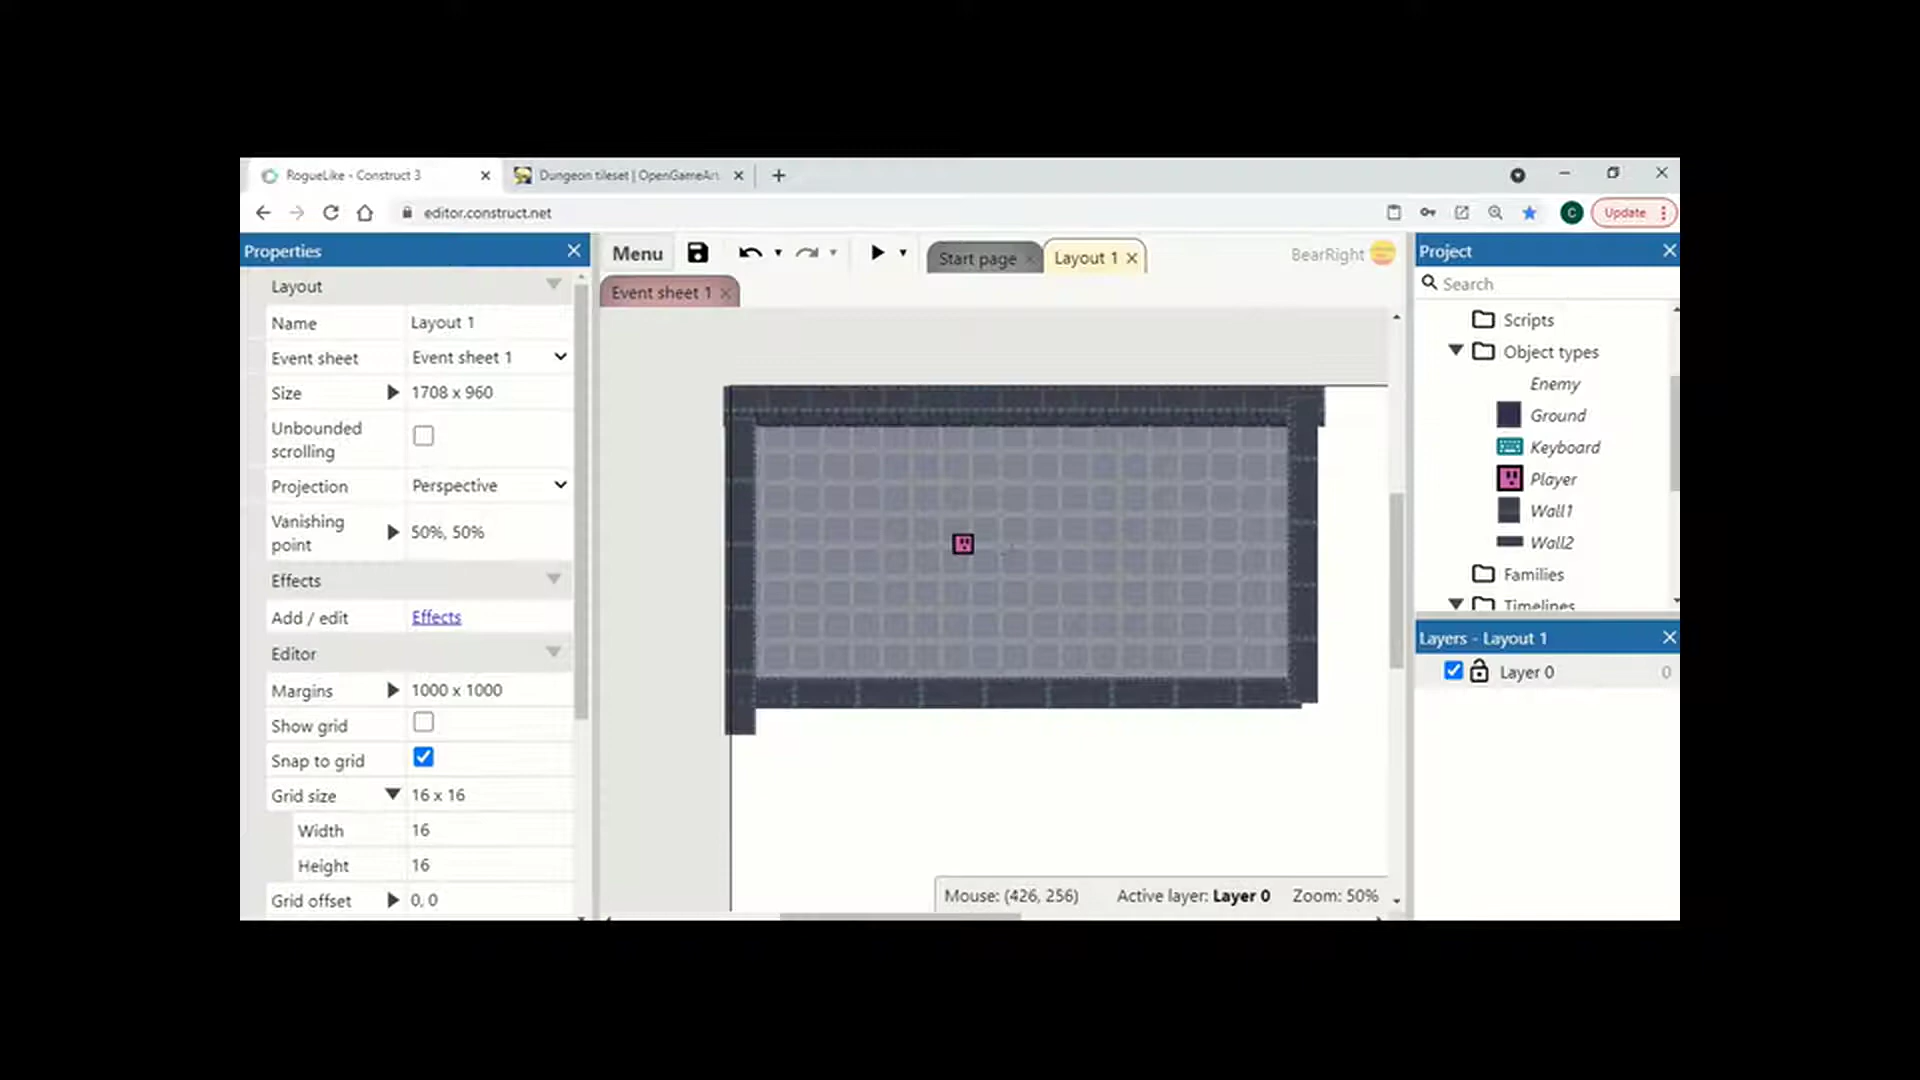 RogueLike - Construct 3
Dungeon tileset | OpenGameArt
editor.construct.net
C
Update
Properties
Menu
Start page
Layout 1
BearRight
Project
Event sheet 1
Search
Layout
Name Layout 1
Event sheet Event sheet 1
Size 1708 x 960
Unbounded
scrolling
Projection Perspective
Vanishing
point
50%, 50%
Effects
Add / edit Effects
Editor
Margins 1000 x 1000
Show grid
Snap to grid
Grid size 16 x 16
Width 16
Height 16
Grid offset 0, 0
Scripts
Object types
Enemy
Ground
Keyboard
Player
Wall1
Wall2
Families
Timelines
Layers - Layout 1
Layer 0 0
Mouse: (426, 256) Active layer: Layer 0 Zoom: 50%